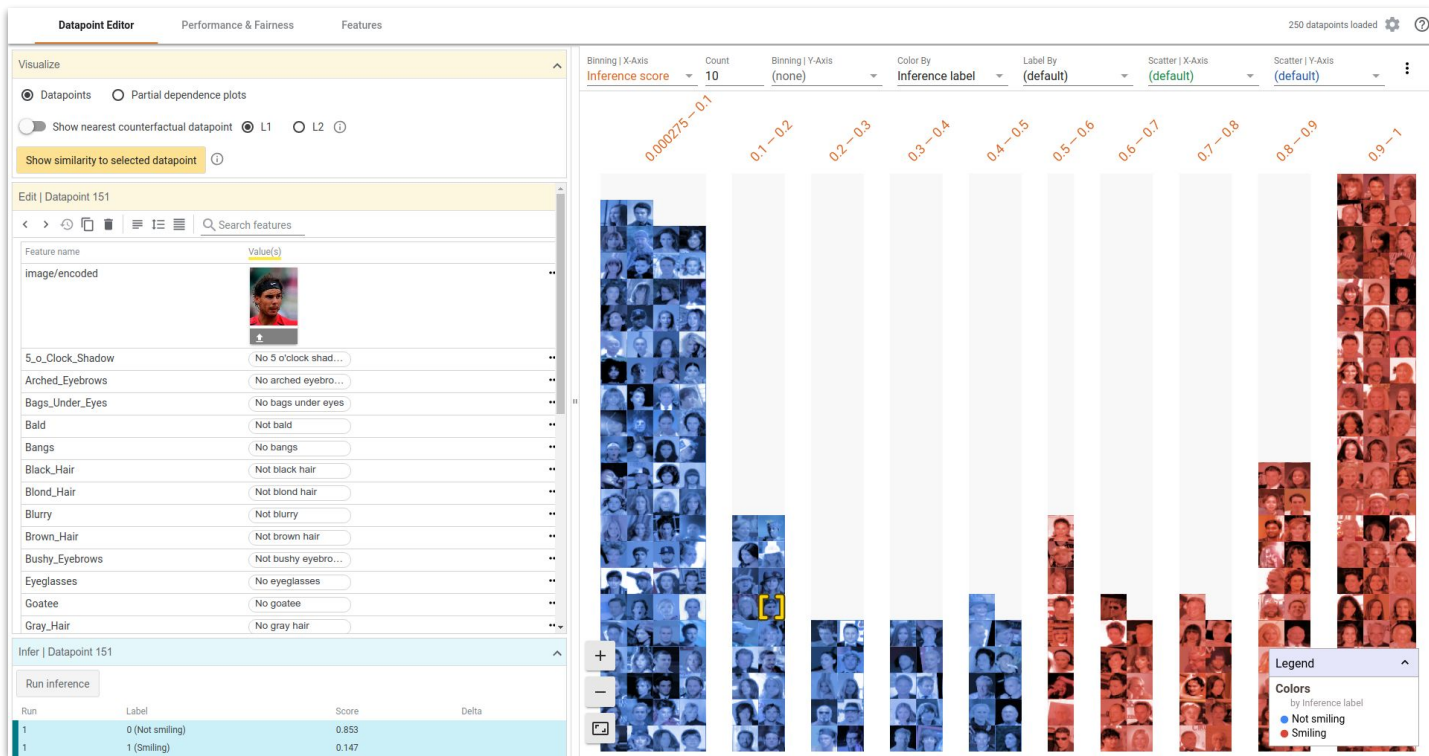 Datapoint Editor
Performance & Fairness
Features
250 datapoints loaded
Visualize
Datapoints
Partial dependence plots
Show nearest counterfactual datapoint
L1
L2
Show similarity to selected datapoint
Edit | Datapoint 151
Search features
Feature name Value(s)
image/encoded
5_o_Clock_Shadow No 5 o'clock shad...
Arched_Eyebrows No arched eyebro...
Bags_Under_Eyes No bags under eyes
Bald Not bald
Bangs No bangs
Black_Hair Not black hair
Blond_Hair Not blond hair
Blurry Not blurry
Brown_Hair Not brown hair
Bushy_Eyebrows Not bushy eyebro...
Eyeglasses No eyeglasses
Goatee No goatee
Gray_Hair No gray hair
Infer | Datapoint 151
Run inference
Run Label Score Delta
1 0 (Not smiling) 0.853
1 1 (Smiling) 0.147
Binning | X-Axis
Inference score
Count
10
Binning | Y-Axis
(none)
Color By
Inference label
Label By
(default)
Scatter | X-Axis
(default)
Scatter | Y-Axis
(default)
0.000275 – 0.1
0.1 – 0.2
0.2 – 0.3
0.3 – 0.4
0.4 – 0.5
0.5 – 0.6
0.6 – 0.7
0.7 – 0.8
0.8 – 0.9
0.9 – 1
Legend
Colors
by Inference label
Not smiling
Smiling